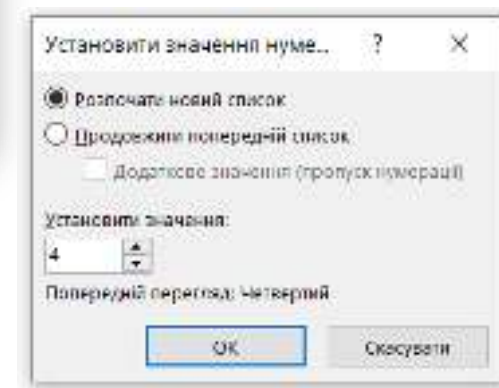 Установити значення нуме... ? ×
Розпочати новий список
Продовжити попередній список
Додаткове значення (пропуск нумерації)
Установити значення:
4
Попередній перегляд: Четвертий
ОК Скасувати